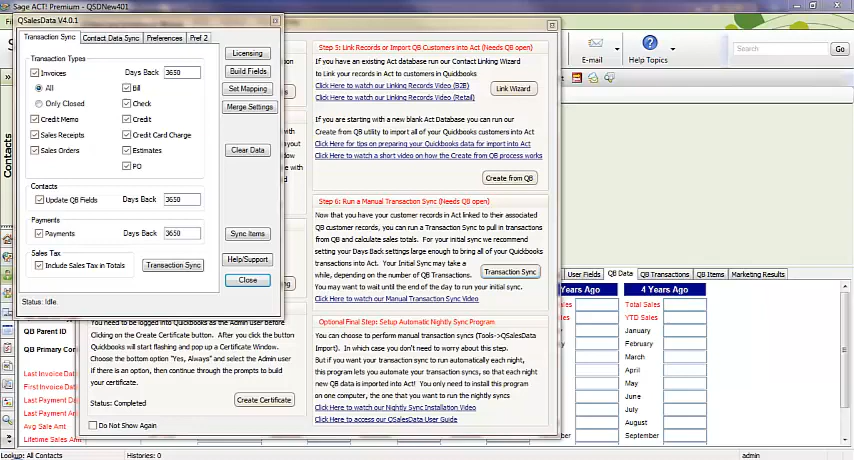 Sage ACT! Premium - QSDNew401
QSalesData V4.0.1
Transaction Sync
Contact Data Sync
Preferences
Pref 2
Transaction Types
Invoices
Days Back
3650
All
Bill
Only Closed
Check
Credit Memo
Credit
Sales Receipts
Credit Card Charge
Sales Orders
Estimates
PO
Contacts
Update QB Fields
Days Back
3650
Payments
Payments
Days Back
3650
Sales Tax
Include Sales Tax in Totals
Transaction Sync
Status: Idle.
Licensing
Build Fields
Set Mapping
Merge Settings
Clear Data
Sync Items
Help/Support
Close
Step 5: Link Records or Import QB Customers into Act (Needs QB open)
If you have an existing Act database run our Contact Linking Wizard
to Link your records in Act to customers in Quickbooks
Click Here to watch our Linking Records Video (B2B)
Click Here to watch our Linking Records Video (Retail)
Link Wizard
If you are starting with a new blank Act Database you can run our
Create from QB utility to import all of your Quickbooks customers into Act
Click Here for tips on preparing your Quickbooks data for import into Act
Click Here to watch a short video on how the Create from QB process works
Create from QB
Step 6: Run a Manual Transaction Sync (Needs QB open)
Now that you have your customer records in Act linked to their associated
QB customer records, you can run a Transaction Sync to pull in transactions
from QB and calculate sales totals. For your initial sync we recommend
setting your Days Back settings large enough to bring all of your Quickbooks
transactions into Act. Your Initial Sync may take a
while, depending on the number of QB Transactions.
You may want to wait until the end of the day to run your initial sync.
Transaction Sync
Click Here to watch our Manual Transaction Sync Video
Optional Final Step: Setup Automatic Nightly Sync Program
You can choose to perform manual transaction syncs (Tools->QSalesData
Import). In which case you don't need to worry about this step.
But if you want your transaction sync to run automatically each night,
this program lets you automate your transaction syncs, so that each night
new QB data is imported into Act! You only need to install this program
on one computer, the one that you want to run the nightly syncs
Click Here to watch our Nightly Sync Installation Video
Click Here to access our QSalesData User Guide
You need to be logged into Quickbooks as the Admin User before
Clicking on the Create Certificate button. After you click the button
Quickbooks will start flashing and pop up a Certificate Window.
Choose the bottom option "Yes, Always" and select the Admin user
if there is an option, then continue through the prompts to build
your certificate.
Status: Completed
Create Certificate
Do Not Show Again
E-mail
Help Topics
Search
Go
Contacts
User Fields
QB Data
QB Transactions
QB Items
Marketing Results
Years Ago
4 Years Ago
Total Sales
YTD Sales
January
February
March
April
May
June
July
August
September
QB Parent ID
QB Primary Con
Last Invoice Dat
First Invoice Dat
Last Payment Da
Last Payment Am
Avg Sale Amt
Lifetime Sales Amt
Lookup: All Contacts
Histories: 0
admin